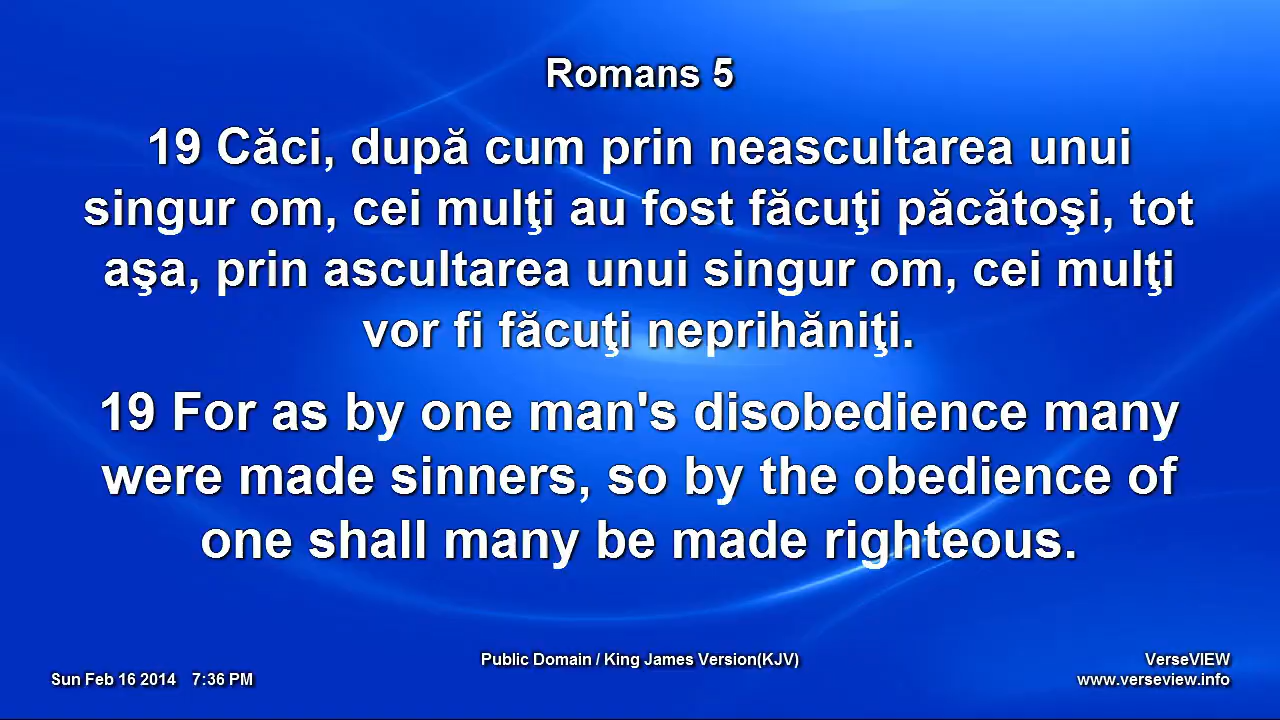 Romans 5
19 Căci, după cum prin neascultarea unui
singur om, cei mulţi au fost făcuţi păcătoşi, tot
aşa, prin ascultarea unui singur om, cei mulţi
vor fi făcuţi neprihăniţi.
19 For as by one man's disobedience many
were made sinners, so by the obedience of
one shall many be made righteous.
Public Domain / King James Version(KJV)
VerseVIEW
Sun Feb 16 2014 7:36 PM
www.verseview.info